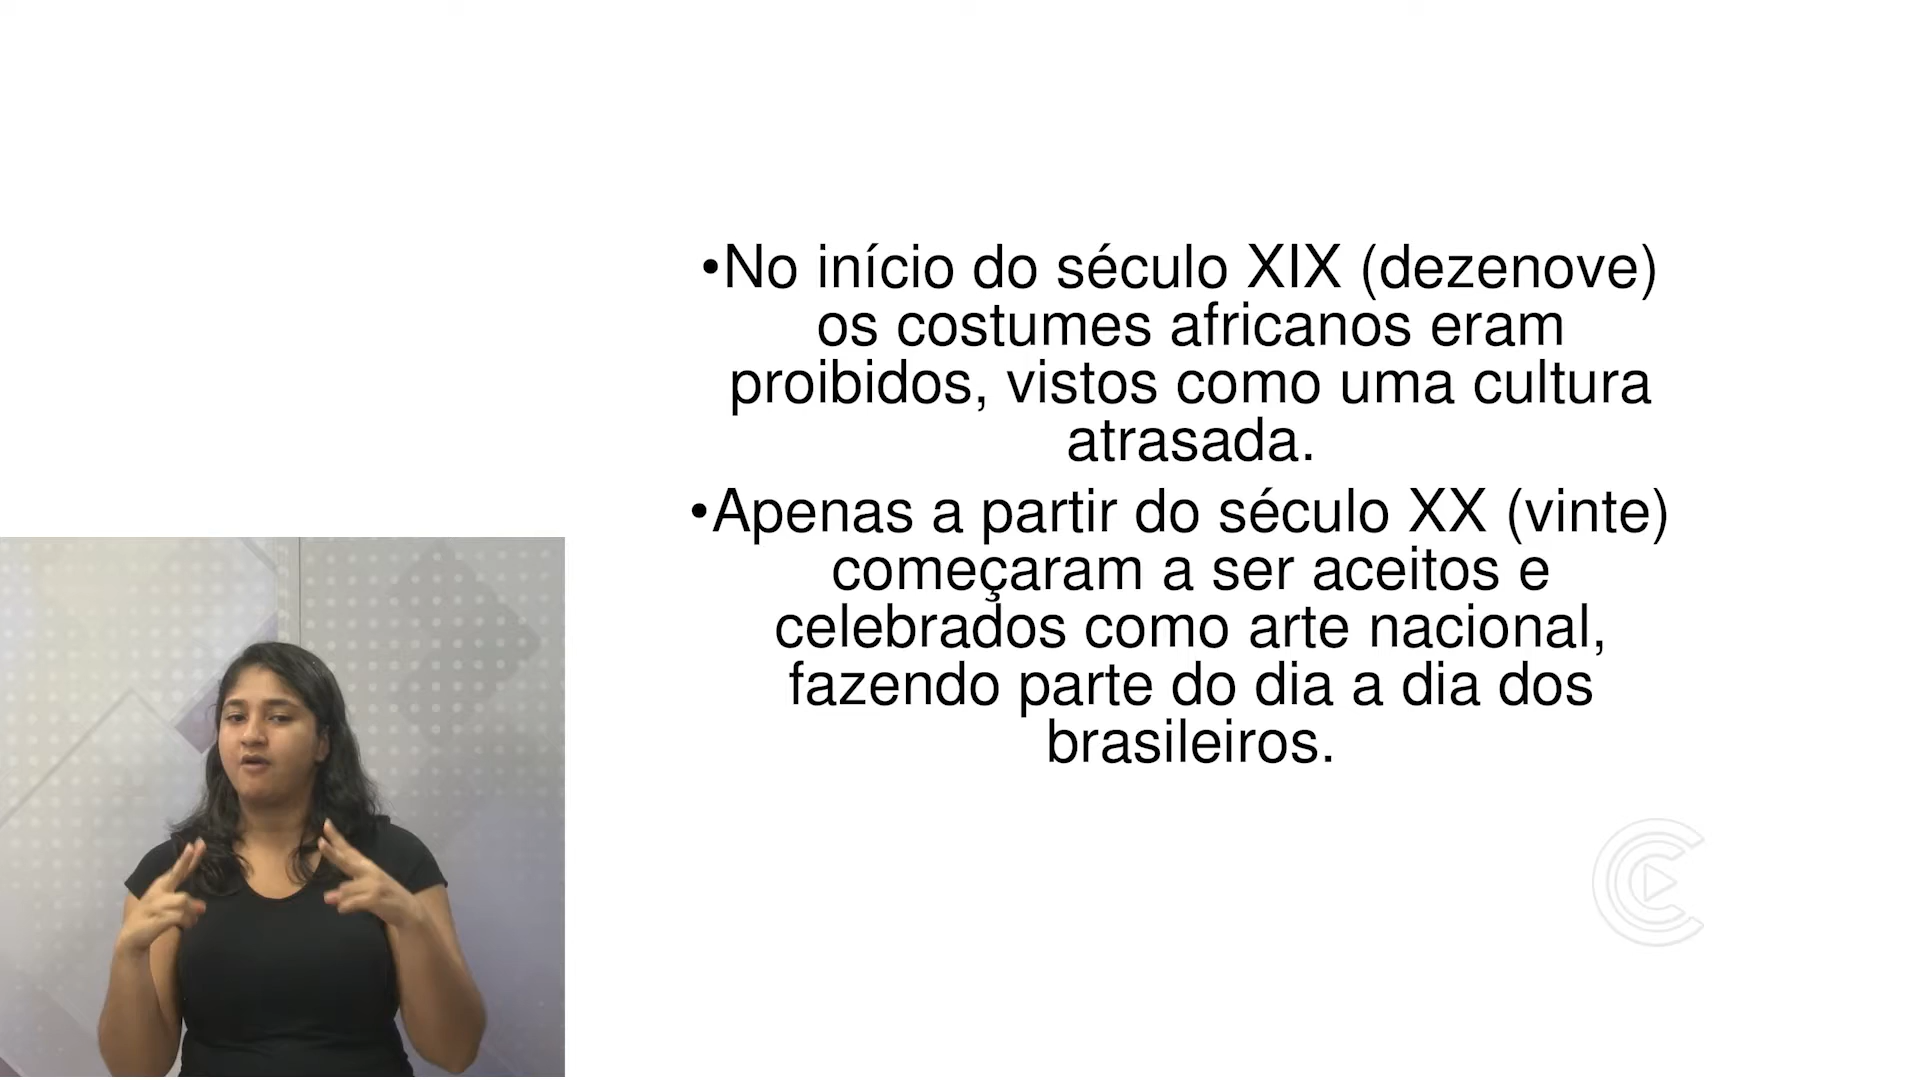 •No início do século XIX (dezenove)
os costumes africanos eram
proibidos, vistos como uma cultura
atrasada.
•Apenas a partir do século XX (vinte)
começaram a ser aceitos e
celebrados como arte nacional,
fazendo parte do dia a dia dos
brasileiros.